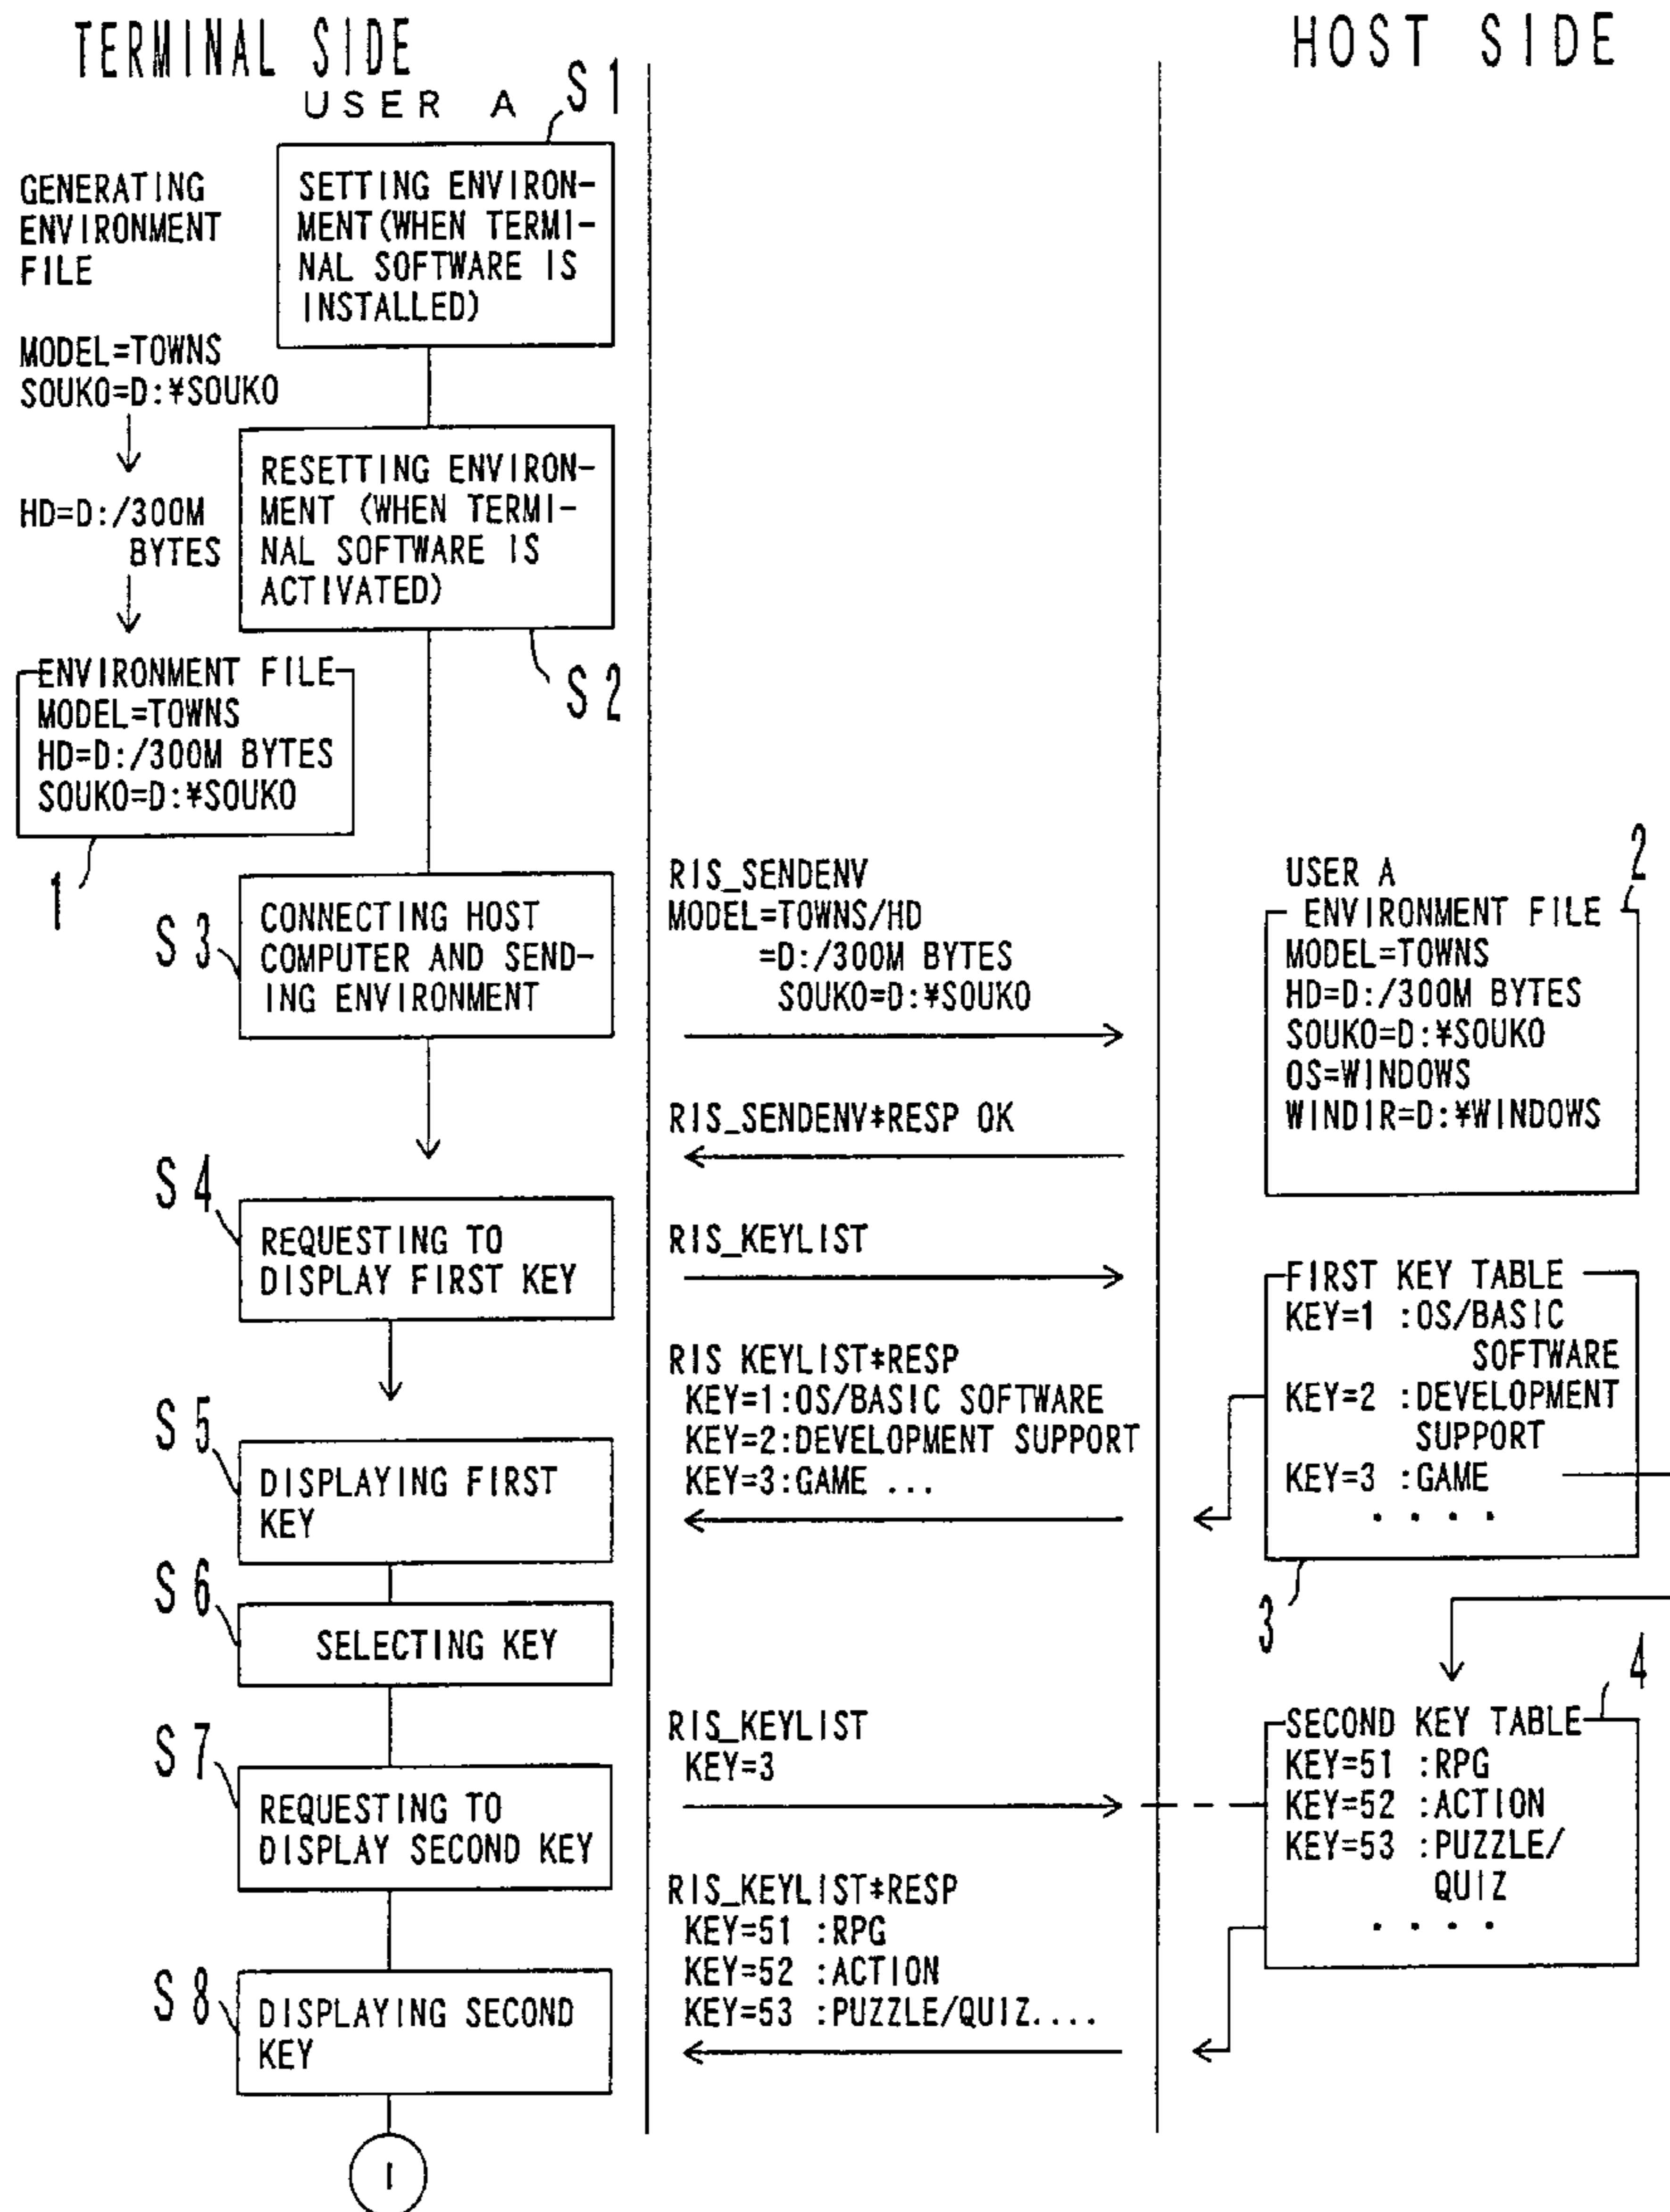 TERMINAL SIDE
HOST SIDE
USER A
S1
GENERATING
ENVIRONMENT
FILE
SETTING ENVIRON-
MENT(WHEN TERMI-
NAL SOFTWARE IS
INSTALLED)
MODEL=TOWNS
SOUKO=D:¥SOUKO
HD=D:/300M
BYTES
RESETTING ENVIRON-
MENT (WHEN TERMI-
NAL SOFTWARE IS
ACTIVATED)
S2
ENVIRONMENT FILE
MODEL=TOWNS
HD=D:/300M BYTES
SOUKO=D:¥SOUKO
1
S3
CONNECTING HOST
COMPUTER AND SEND-
ING ENVIRONMENT
RIS_SENDENV
MODEL=TOWNS/HD
=D:/300M BYTES
SOUKO=D:¥SOUKO
USER A
2
ENVIRONMENT FILE
MODEL=TOWNS
HD=D:/300M BYTES
SOUKO=D:¥SOUKO
OS=WINDOWS
WINDIR=D:¥WINDOWS
RIS_SENDENV*RESP OK
S4
REQUESTING TO
DISPLAY FIRST KEY
RIS_KEYLIST
FIRST KEY TABLE
KEY=1 :OS/BASIC
SOFTWARE
KEY=2 :DEVELOPMENT
SUPPORT
KEY=3 :GAME
....
3
RIS KEYLIST*RESP
KEY=1:OS/BASIC SOFTWARE
KEY=2:DEVELOPMENT SUPPORT
KEY=3:GAME ...
S5
DISPLAYING FIRST
KEY
S6
SELECTING KEY
S7
REQUESTING TO
DISPLAY SECOND KEY
RIS_KEYLIST
KEY=3
4
SECOND KEY TABLE
KEY=51 :RPG
KEY=52 :ACTION
KEY=53 :PUZZLE/
QUIZ
....
RIS_KEYLIST*RESP
KEY=51 :RPG
KEY=52 :ACTION
KEY=53 :PUZZLE/QUIZ....
S8
DISPLAYING SECOND
KEY
1